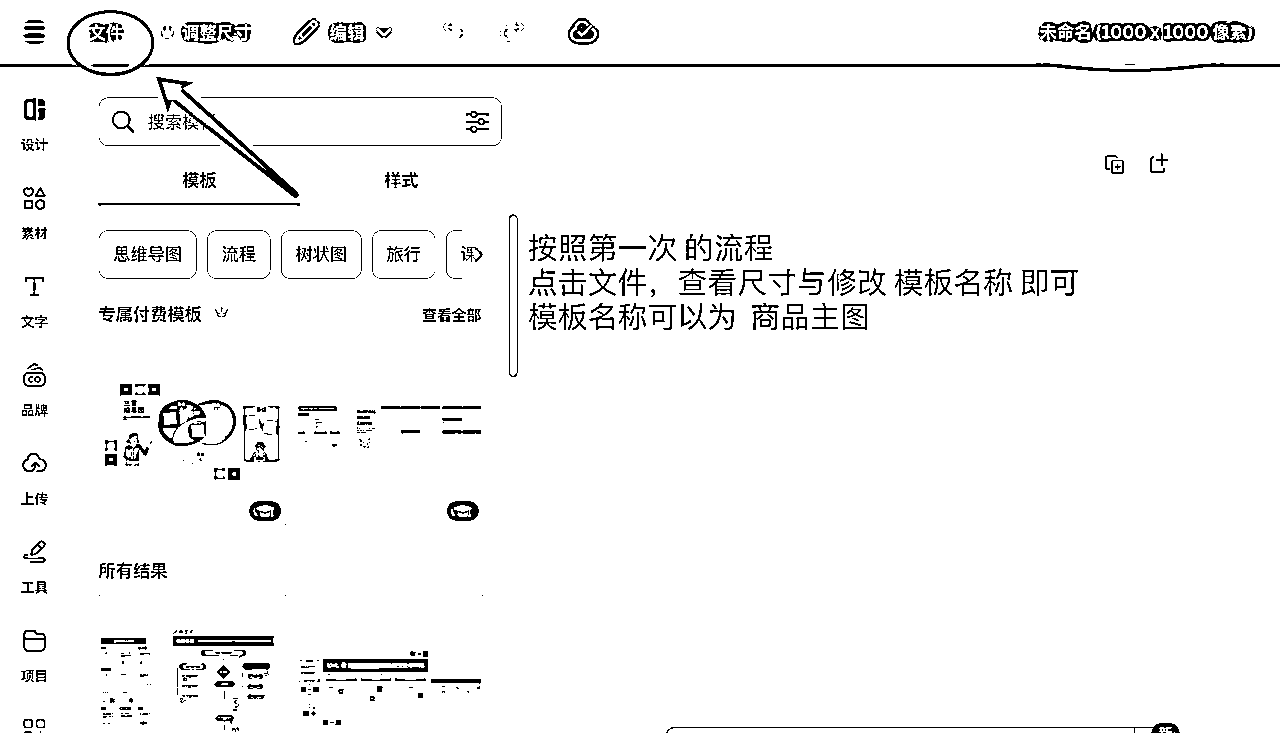 文件
调整尺寸
编辑
未命名(1000 x 1000 像素)
设计
素材
文字
品牌
上传
工具
项目
搜索模
模板
样式
思维导图
流程
树状图
旅行
课
专属付费模板
查看全部
所有结果
按照第一次 的流程
点击文件，查看尺寸与修改 模板名称 即可
模板名称可以为 商品主图